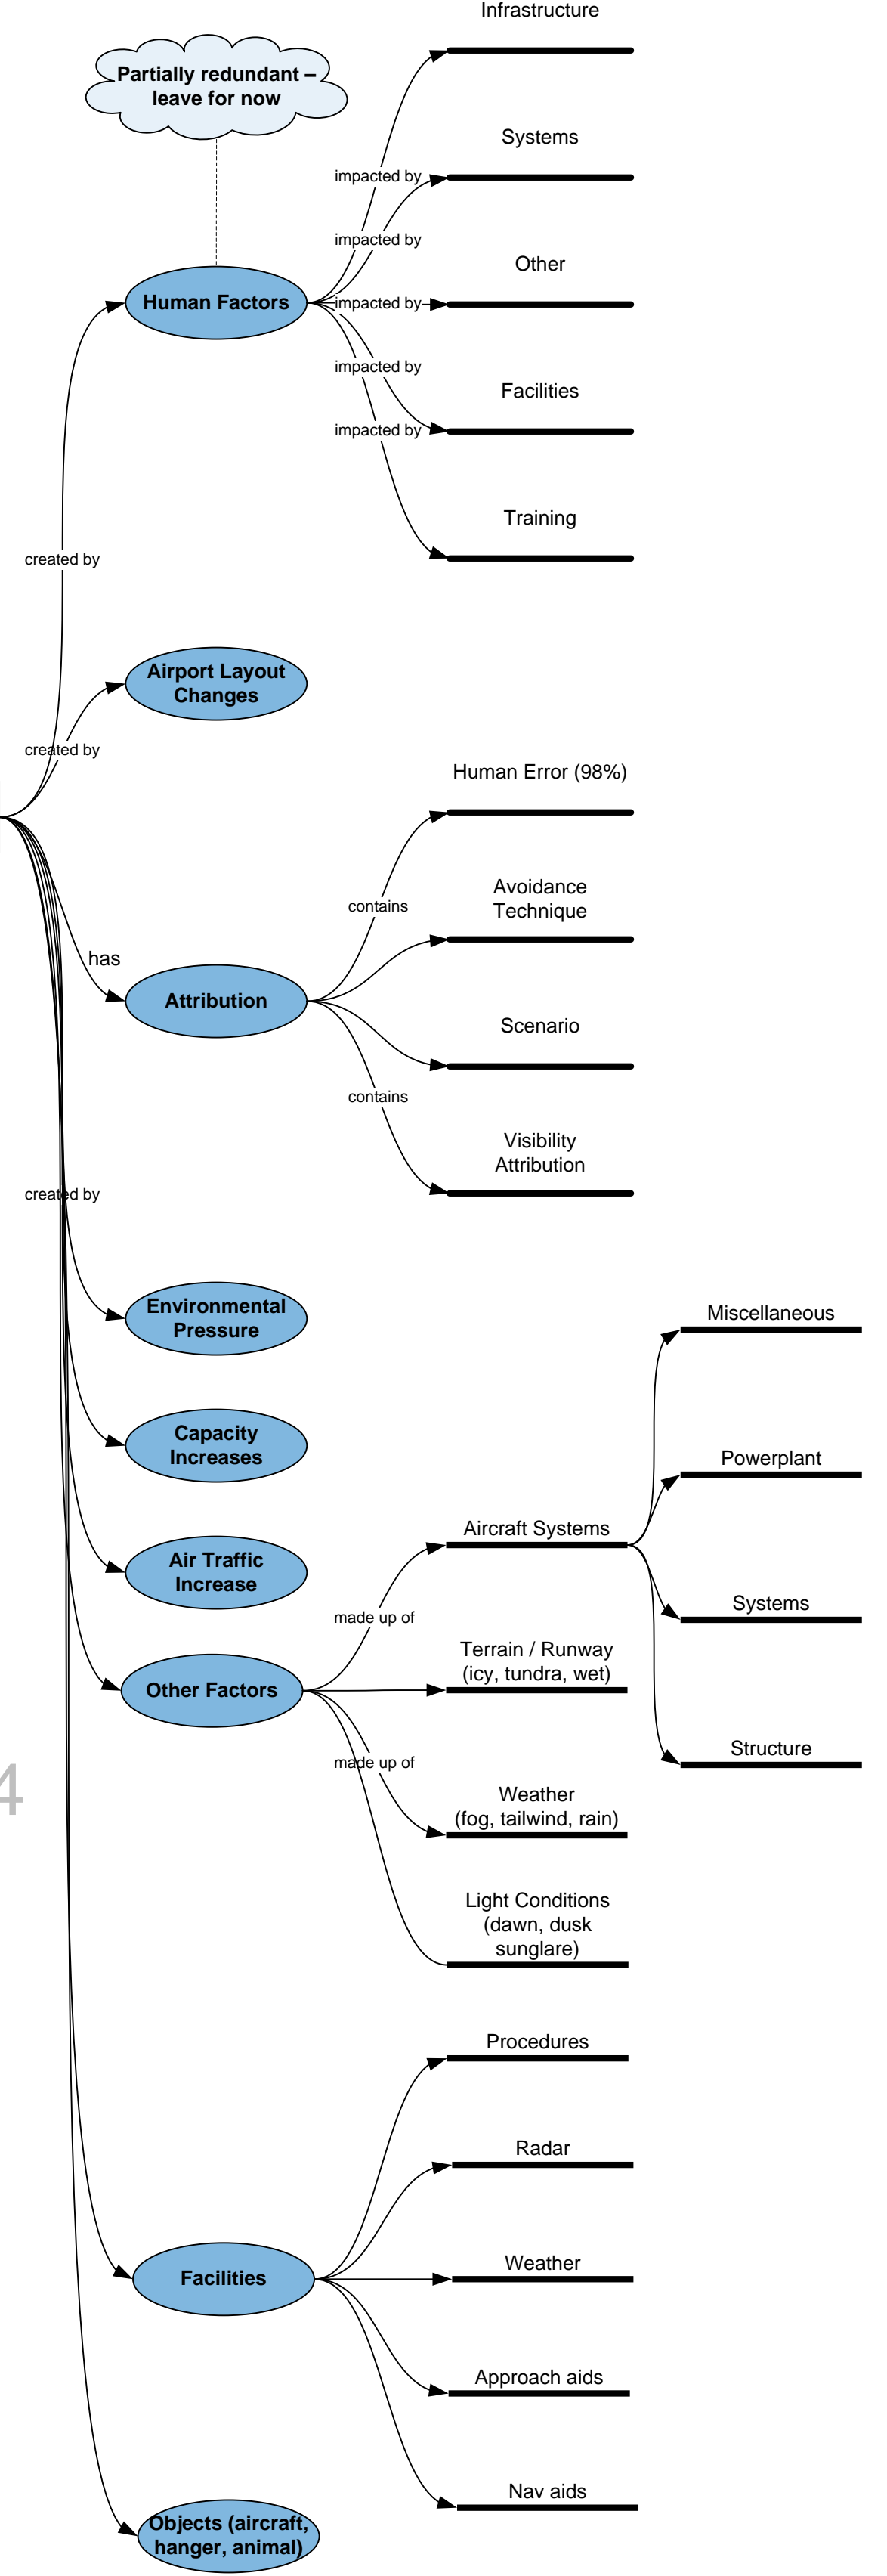 Infrastructure
Partially redundant –
leave for now
Systems
impacted by
impacted by
Other
Human Factors
impacted by
impacted by
Facilities
impacted by
Training
created by
Airport Layout
Changes
created by
Human Error (98%)
Avoidance
Technique
contains
has
Attribution
Scenario
contains
Visibility
Attribution
created by
Environmental
Pressure
Miscellaneous
Capacity
Increases
Powerplant
Aircraft Systems
Air Traffic
Increase
Systems
made up of
Terrain / Runway
(icy, tundra, wet)
Other Factors
Structure
made up of
4
Weather
(fog, tailwind, rain)
Light Conditions
(dawn, dusk
sunglare)
Procedures
Radar
Weather
Facilities
Approach aids
Nav aids
Objects (aircraft,
hanger, animal)